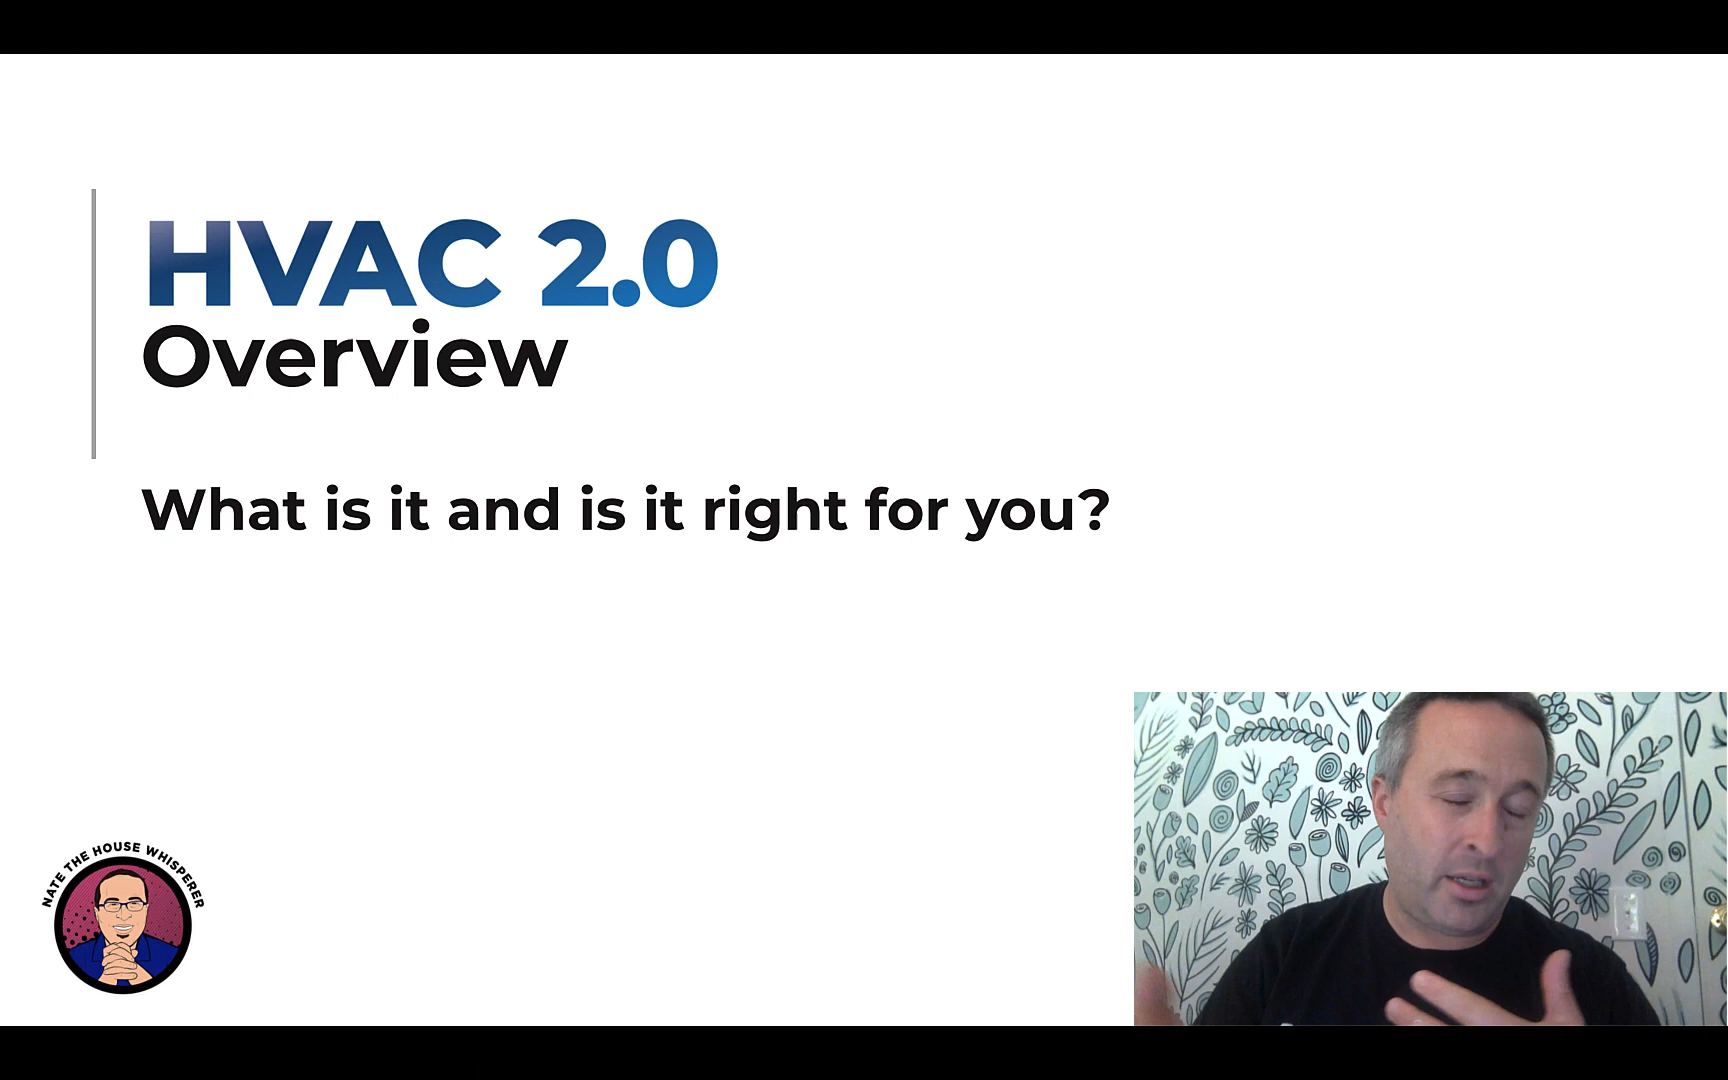 HVAC 2.0
Overview
What is it and is it right for you?
NATE THE HOUSE WHISPERER